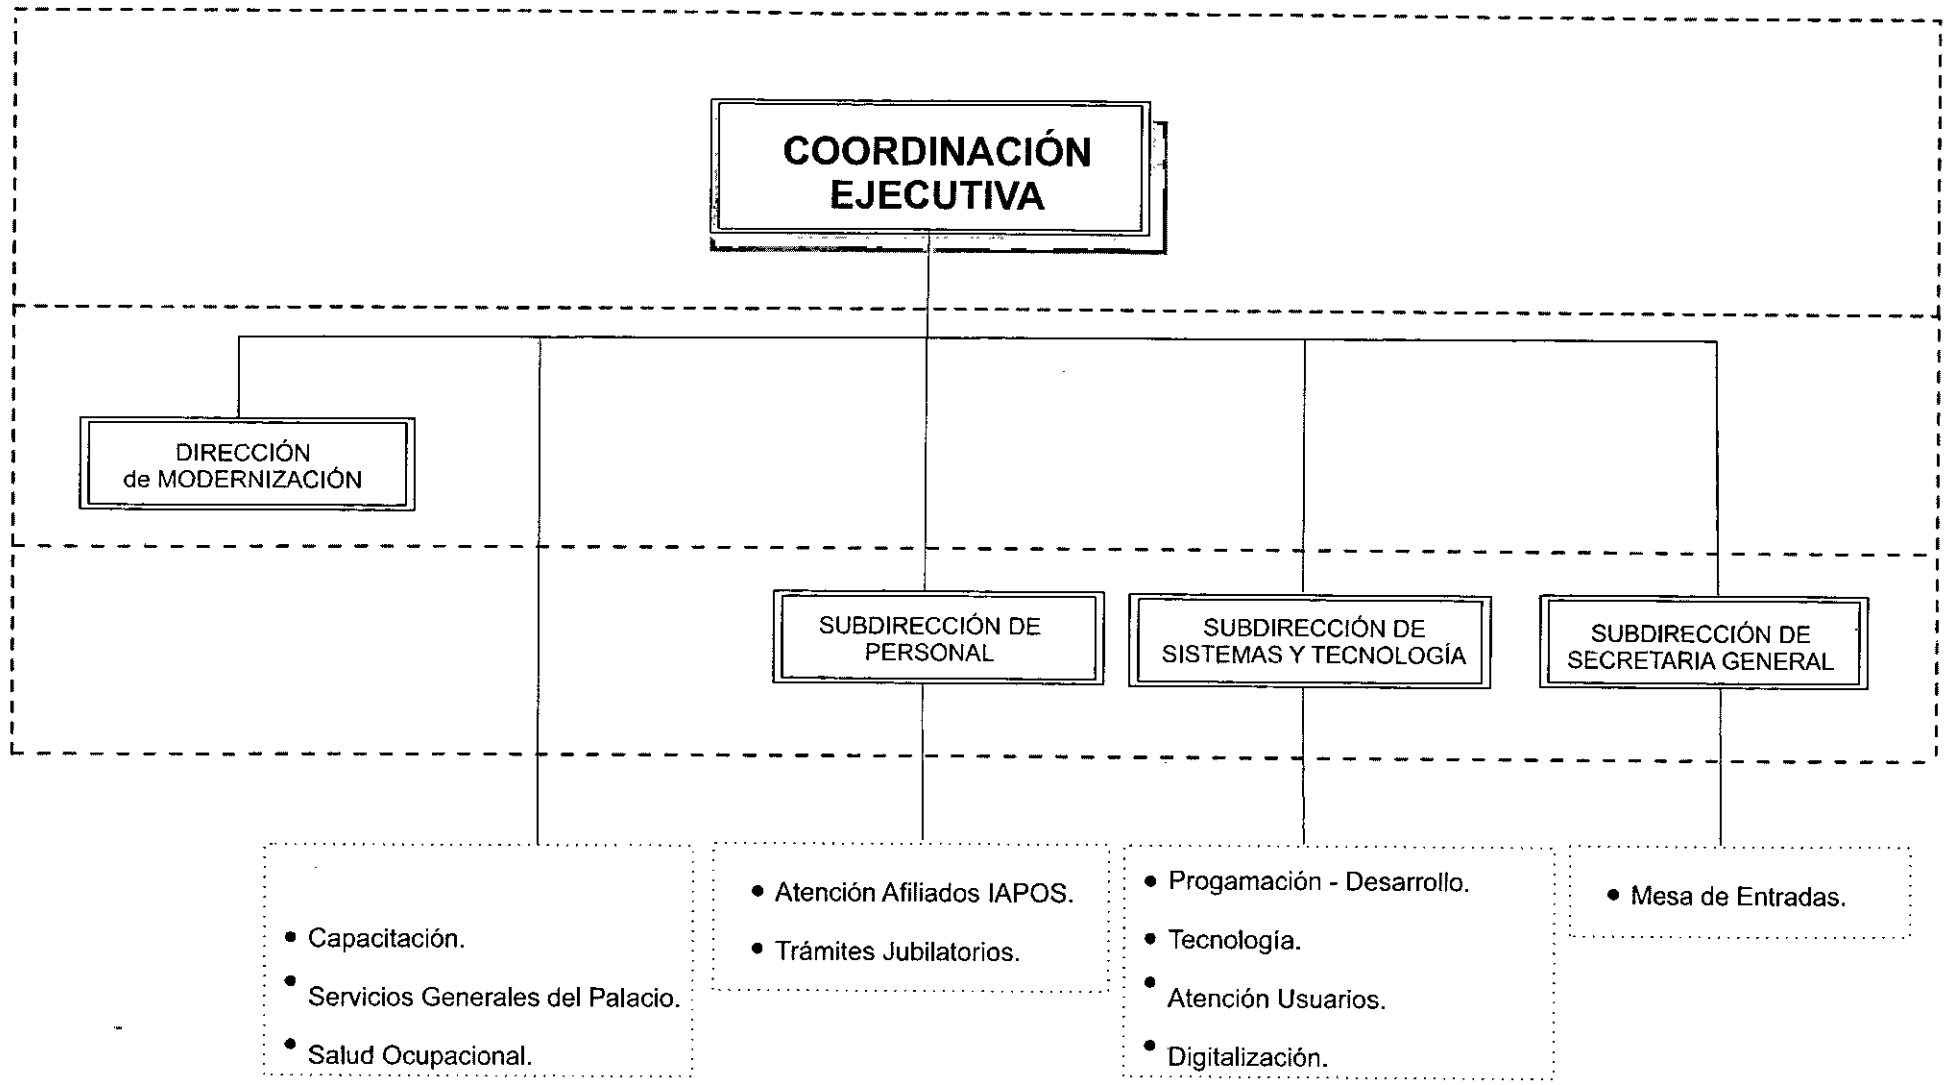 COORDINACIÓN
EJECUTIVA
DIRECCIÓN
de MODERNIZACIÓN
SUBDIRECCIÓN DE
PERSONAL
SUBDIRECCIÓN DE
SISTEMAS Y TECNOLOGÍA
SUBDIRECCIÓN DE
SECRETARIA GENERAL
• Capacitación.
• Servicios Generales del Palacio.
• Salud Ocupacional.
• Atención Afiliados IAPOS.
• Trámites Jubilatorios.
• Progamación - Desarrollo.
• Tecnología.
• Atención Usuarios.
• Digitalización.
• Mesa de Entradas.